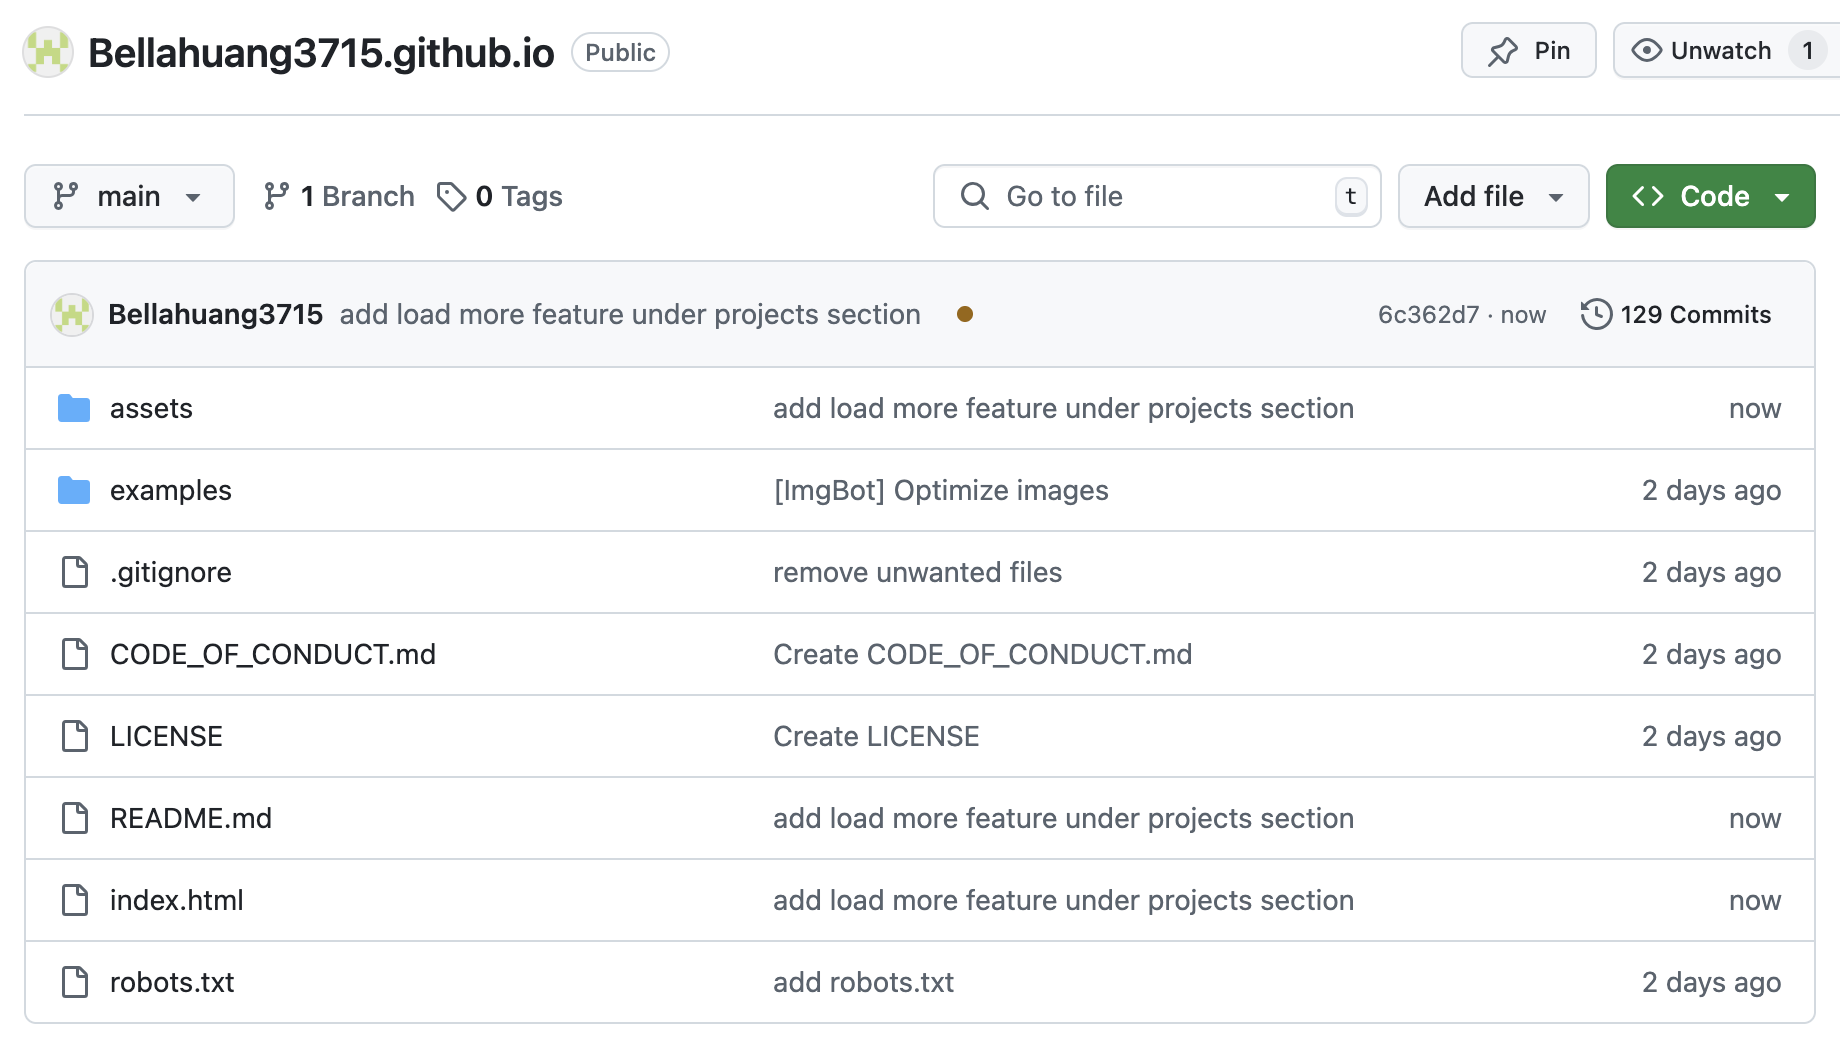 Bellahuang3715.github.io Public Pin Unwatch 1
main 1 Branch 0 Tags Go to file t Add file Code
Bellahuang3715 add load more feature under projects section 6c362d7 · now 129 Commits
assets add load more feature under projects section now
examples [ImgBot] Optimize images 2 days ago
.gitignore remove unwanted files 2 days ago
CODE_OF_CONDUCT.md Create CODE_OF_CONDUCT.md 2 days ago
LICENSE Create LICENSE 2 days ago
README.md add load more feature under projects section now
index.html add load more feature under projects section now
robots.txt add robots.txt 2 days ago